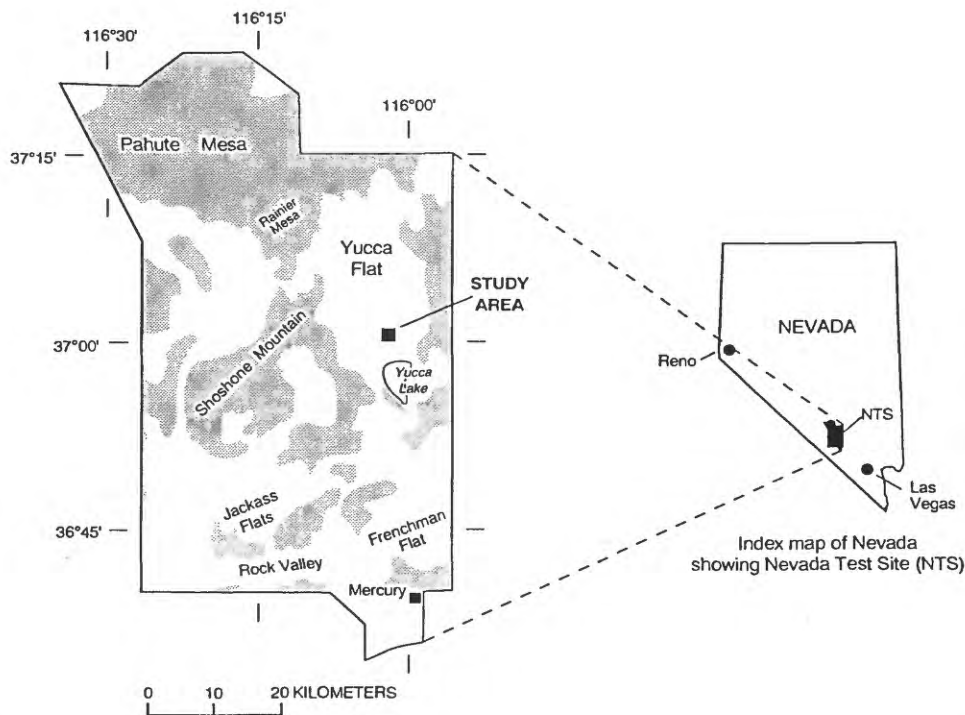 116°30'
116°15'
116°00'
37°15'
Pahute Mesa
Rainier
Mesa
Yucca
Flat
STUDY
AREA
37°00'
Shoshone Mountain
Yucca
Lake
Jackass
Flats
36°45'
Frenchman
Flat
Rock Valley
Mercury
0 10 20 KILOMETERS
NEVADA
Reno
NTS
Las
Vegas
Index map of Nevada
showing Nevada Test Site (NTS)